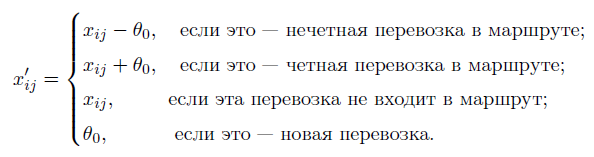 x_{ij} − θ_0, если это — нечетная перевозка в маршруте;
x_{ij} + θ_0, если это — четная перевозка в маршруте;
x'_{ij} =
x_{ij}, если эта перевозка не входит в маршрут;
θ_0, если это — новая перевозка.